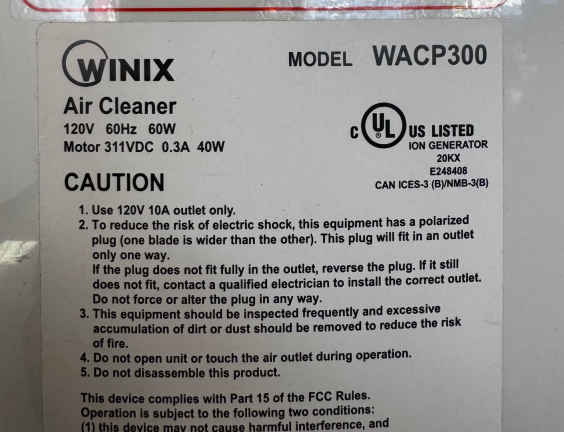 WINIX
MODEL WACP300
Air Cleaner
120V 60Hz 60W
Motor 311VDC 0.3A 40W
C UL US LISTED
ION GENERATOR
20KX
E248408
CAN ICES-3 (B)/NMB-3(B)
CAUTION
1. Use 120V 10A outlet only.
2. To reduce the risk of electric shock, this equipment has a polarized
plug (one blade is wider than the other). This plug will fit in an outlet
only one way.
If the plug does not fit fully in the outlet, reverse the plug. If it still
does not fit, contact a qualified electrician to install the correct outlet.
Do not force or alter the plug in any way.
3. This equipment should be inspected frequently and excessive
accumulation of dirt or dust should be removed to reduce the risk
of fire.
4. Do not open unit or touch the air outlet during operation.
5. Do not disassemble this product.
This device complies with Part 15 of the FCC Rules.
Operation is subject to the following two conditions:
(1) this device may not cause harmful interference, and